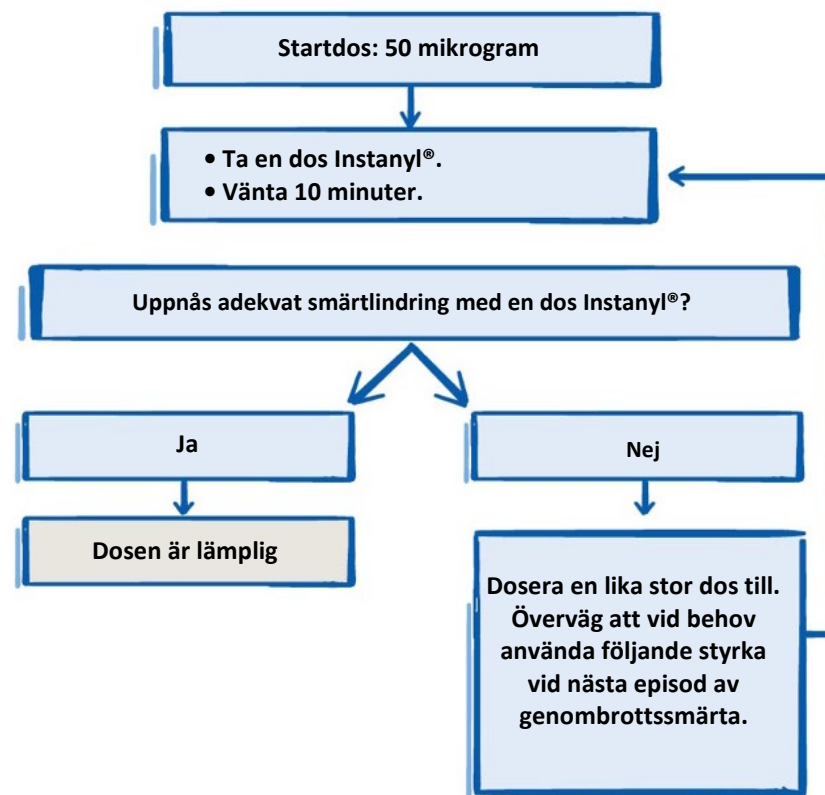 Startdos: 50 mikrogram
• Ta en dos Instanyl®.
• Vänta 10 minuter.
Uppnås adekvat smärtlindring med en dos Instanyl®?
Ja
Nej
Dosen är lämplig
Dosera en lika stor dos till.
Överväg att vid behov
använda följande styrka
vid nästa episod av
genombrottssmärta.